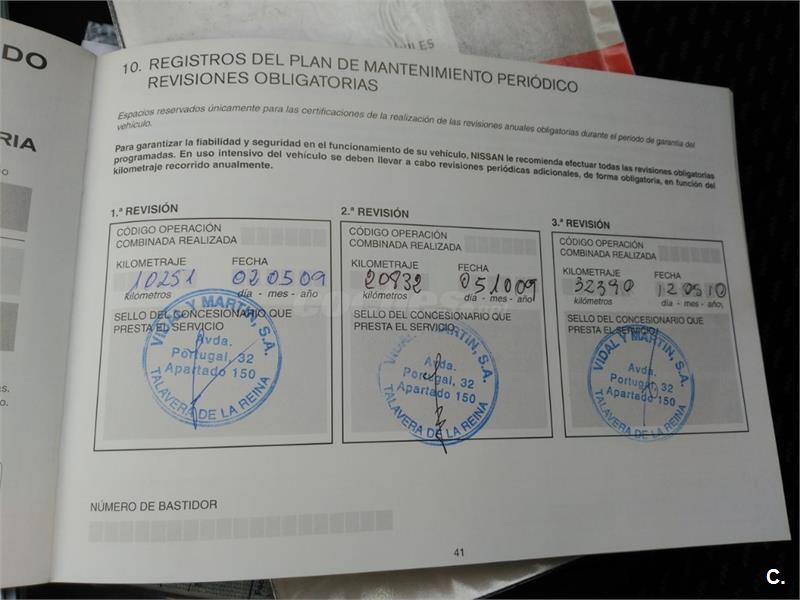 DO
RIA
10. REGISTROS DEL PLAN DE MANTENIMIENTO PERIÓDICO
REVISIONES OBLIGATORIAS
Espacios reservados únicamente para las certificaciones de la realización de las revisiones anuales obligatorias durante el periodo de garantía del
vehículo.
Para garantizar la fiabilidad y seguridad en el funcionamiento de su vehículo, NISSAN le recomienda efectuar todas las revisiones obligatorias
programadas. En uso intensivo del vehículo se deben llevar a cabo revisiones periódicas adicionales, de forma obligatoria, en función del
kilometraje recorrido anualmente.
1.ª REVISIÓN
CÓDIGO OPERACIÓN
COMBINADA REALIZADA
KILOMETRAJE FECHA
10251 020509
kilómetros día - mes - año
SELLO DEL CONCESIONARIO QUE
PRESTA EL SERVICIO
VIDAL Y MARTIN, S.A.
Avda.
Portugal, 32
Apartado 150
TALAVERA DE LA REINA
2.ª REVISIÓN
CÓDIGO OPERACIÓN
COMBINADA REALIZADA
KILOMETRAJE FECHA
20832 051009
kilómetros día - mes - año
SELLO DEL CONCESIONARIO QUE
PRESTA EL SERVICIO
VIDAL Y MARTIN, S.A.
Avda.
Portugal, 32
Apartado 150
TALAVERA DE LA REINA
3.ª REVISIÓN
CÓDIGO OPERACIÓN
COMBINADA REALIZADA
KILOMETRAJE FECHA
32390 120510
kilómetros día - mes - año
SELLO DEL CONCESIONARIO QUE
PRESTA EL SERVICIO
VIDAL Y MARTIN, S.A.
Avda.
Portugal, 32
Apartado 150
TALAVERA DE LA REINA
NÚMERO DE BASTIDOR
41
C.